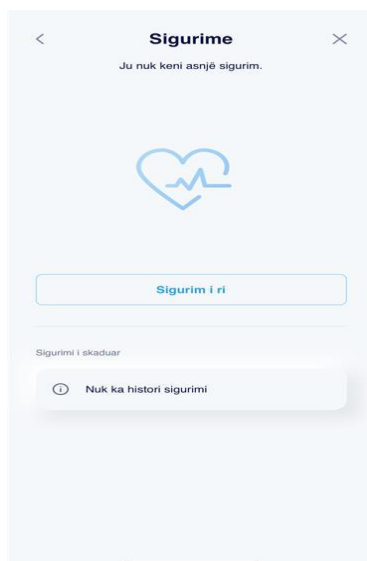 Sigurime
Ju nuk keni asnjë sigurim.
Sigurim i ri
Sigurimi i skaduar
Nuk ka histori sigurimi